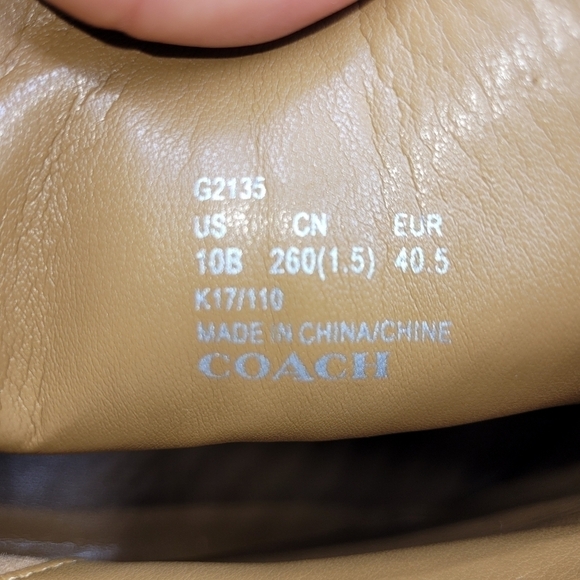 G2135
US CN EUR
10B 260(1.5) 40.5
K17/110
MADE IN CHINA/CHINE
COACH